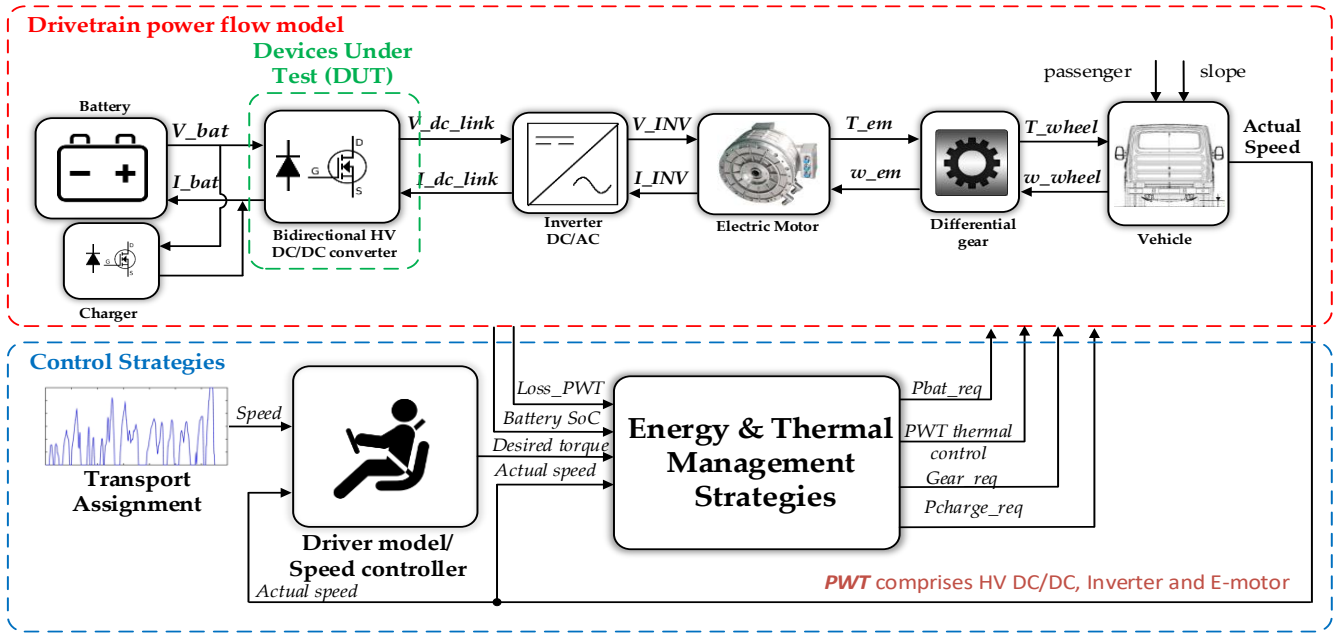 Drivetrain power flow model
Devices Under
Test (DUT)
passenger
slope
Battery
V_bat
I_bat
D
G
S
V_dc_link
I_dc_link
Bidirectional HV
DC/DC converter
D
G
S
Charger
Inverter
DC/AC
V_INV
I_INV
Electric Motor
T_em
w_em
Differential
gear
T_wheel
w_wheel
Vehicle
Actual
Speed
Control Strategies
Speed
Transport
Assignment
Driver model/
Speed controller
Actual speed
Loss_PWT
Battery SoC
Desired torque
Actual speed
Energy & Thermal
Management
Strategies
Pbat_req
PWT thermal
control
Gear_req
Pcharge_req
PWT comprises HV DC/DC, Inverter and E-motor